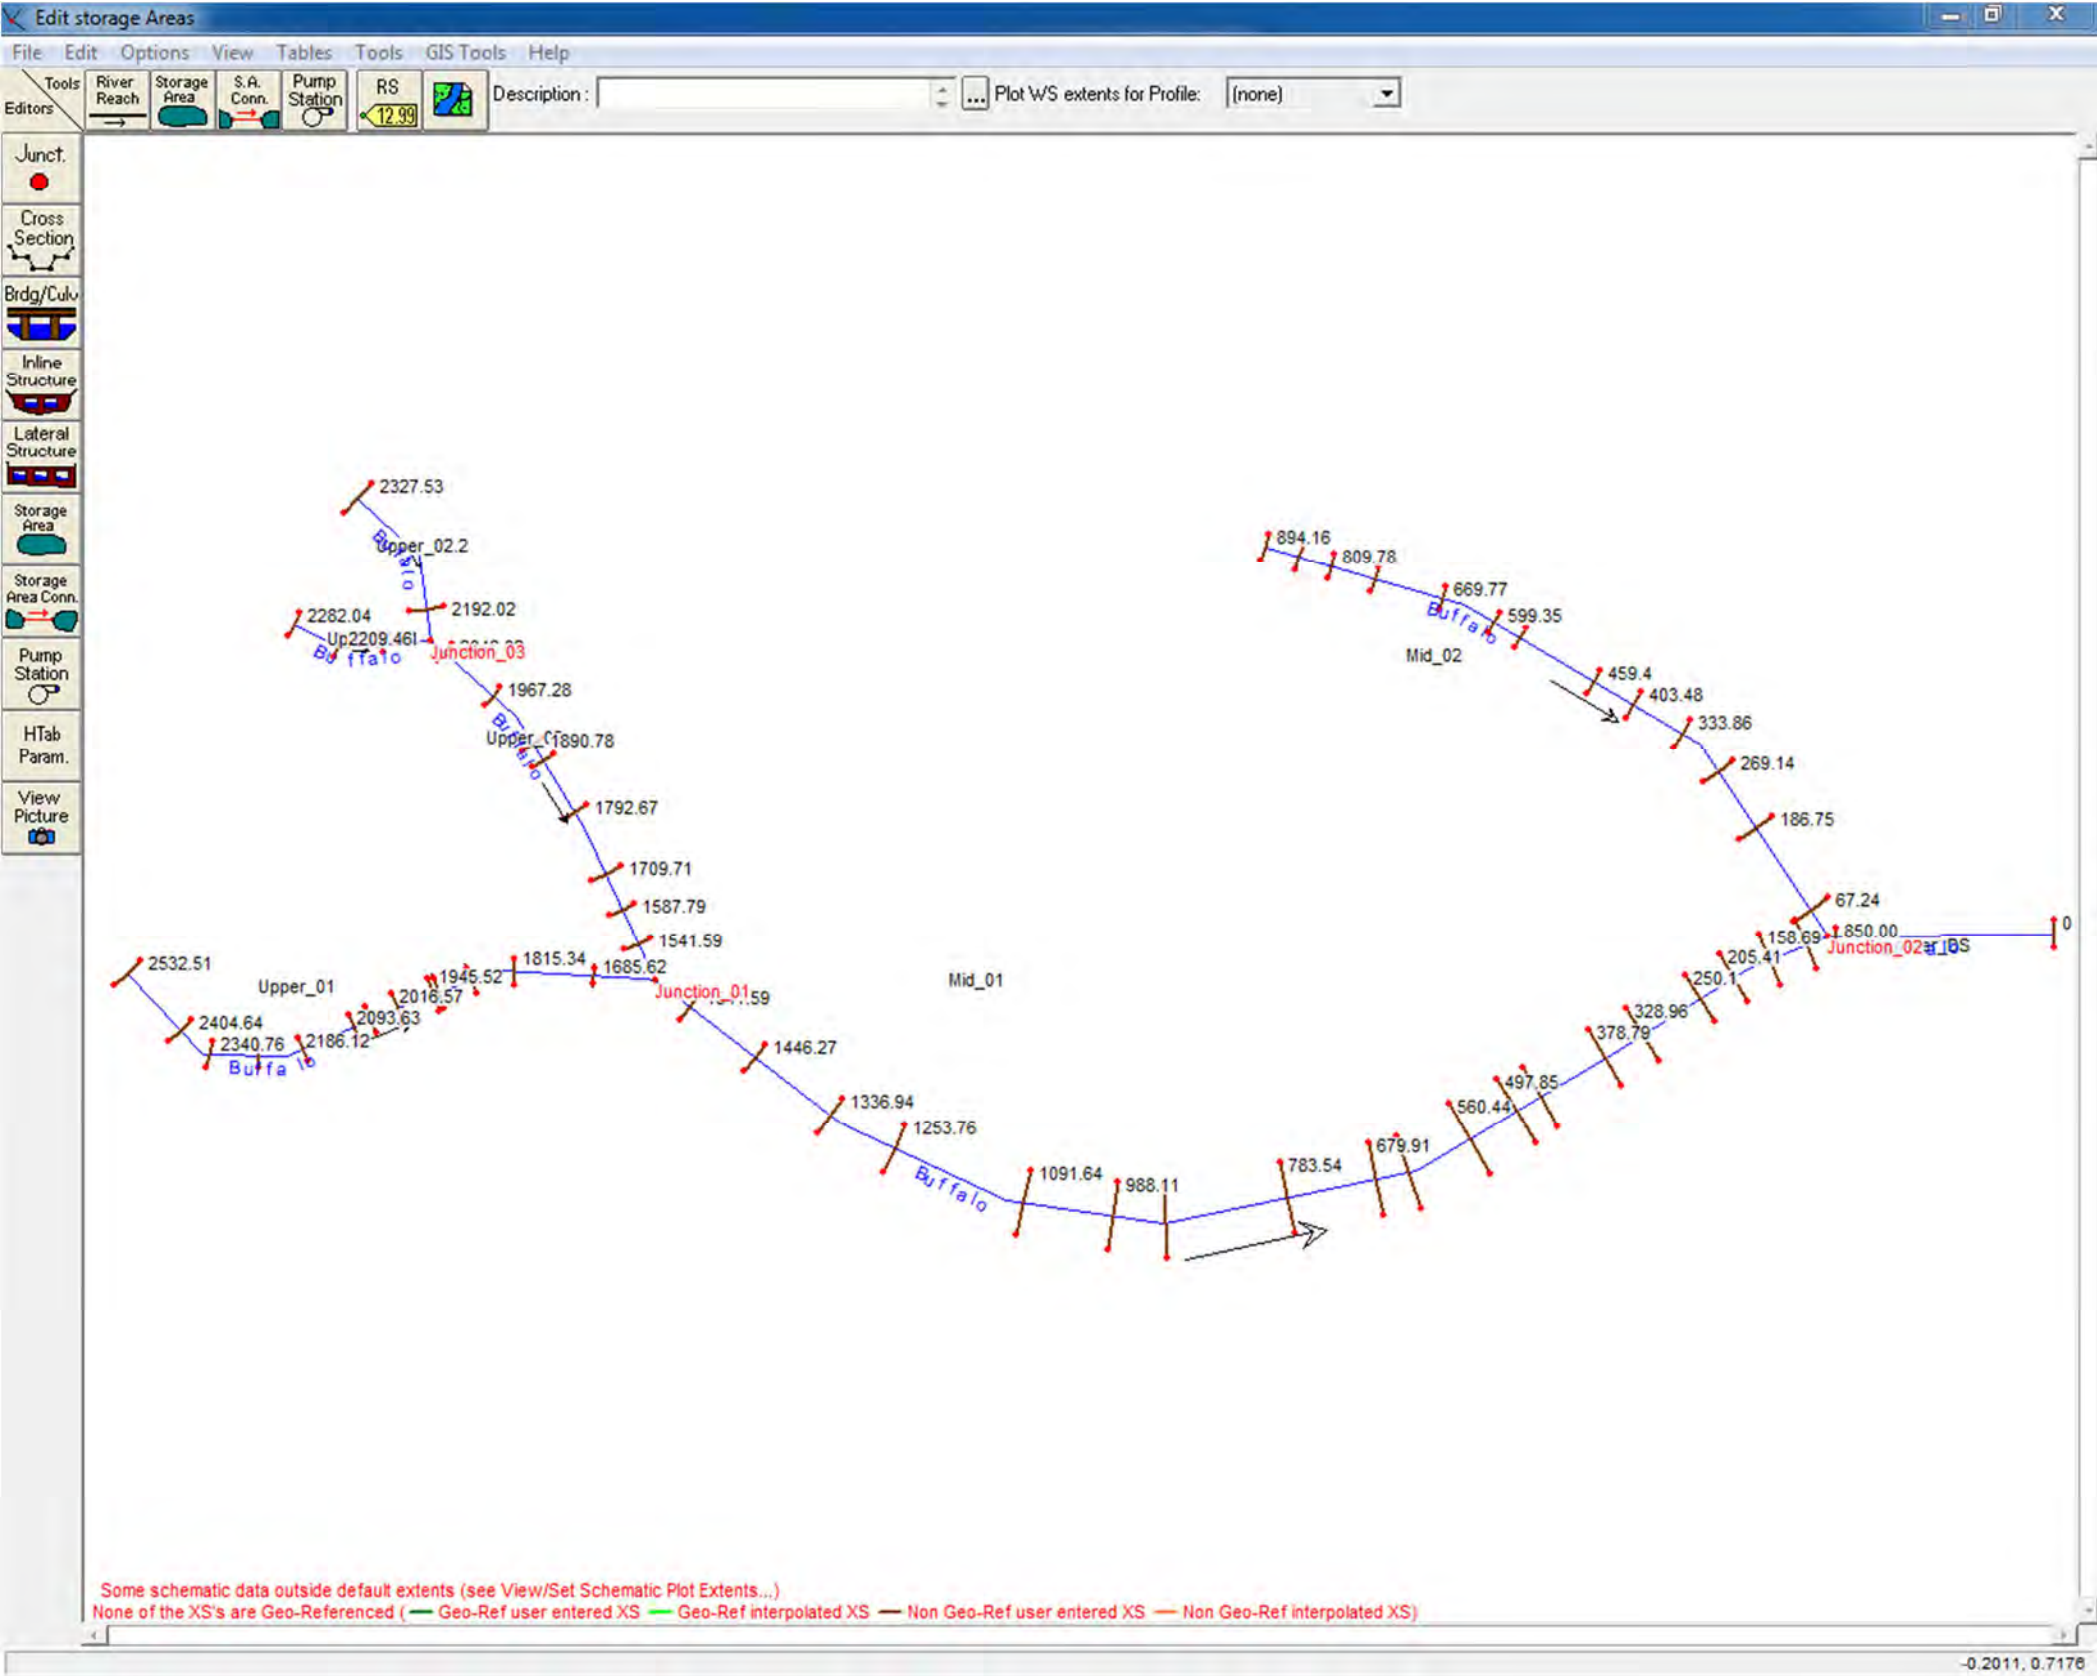 Edit storage Areas
File Edit Options View Tables Tools GIS Tools Help
Tools
Editors
River Reach
Storage Area
S.A. Conn.
Pump Station
RS
12.99
Description :
...
Plot WS extents for Profile:
(none)
Junct.
Cross Section
Brdg/Culv
Inline Structure
Lateral Structure
Storage Area
Storage Area Conn.
Pump Station
HTab Param.
View Picture
2327.53
Buffalo
Upper_02.2
2192.02
2282.04
2209.46
Buffalo
Junction_03
1967.28
Buffalo
1890.78
1792.67
1709.71
1587.79
1541.59
2532.51
Upper_01
2404.64
2340.76
Buffalo
2186.12
2093.63
2016.57
1945.52
1815.34
1685.62
Junction_01
Mid_01
1446.27
1336.94
1253.76
Buffalo
1091.64
988.11
783.54
679.91
560.44
497.85
378.79
328.96
250.1
205.41
158.69
894.16
809.78
669.77
Buffalo
599.35
Mid_02
459.4
403.48
333.86
269.14
186.75
67.24
850.00
Junction_02
0
Some schematic data outside default extents (see View/Set Schematic Plot Extents...)
None of the XS's are Geo-Referenced ( Geo-Ref user entered XS Geo-Ref interpolated XS Non Geo-Ref user entered XS Non Geo-Ref interpolated XS)
-0.2011, 0.7176